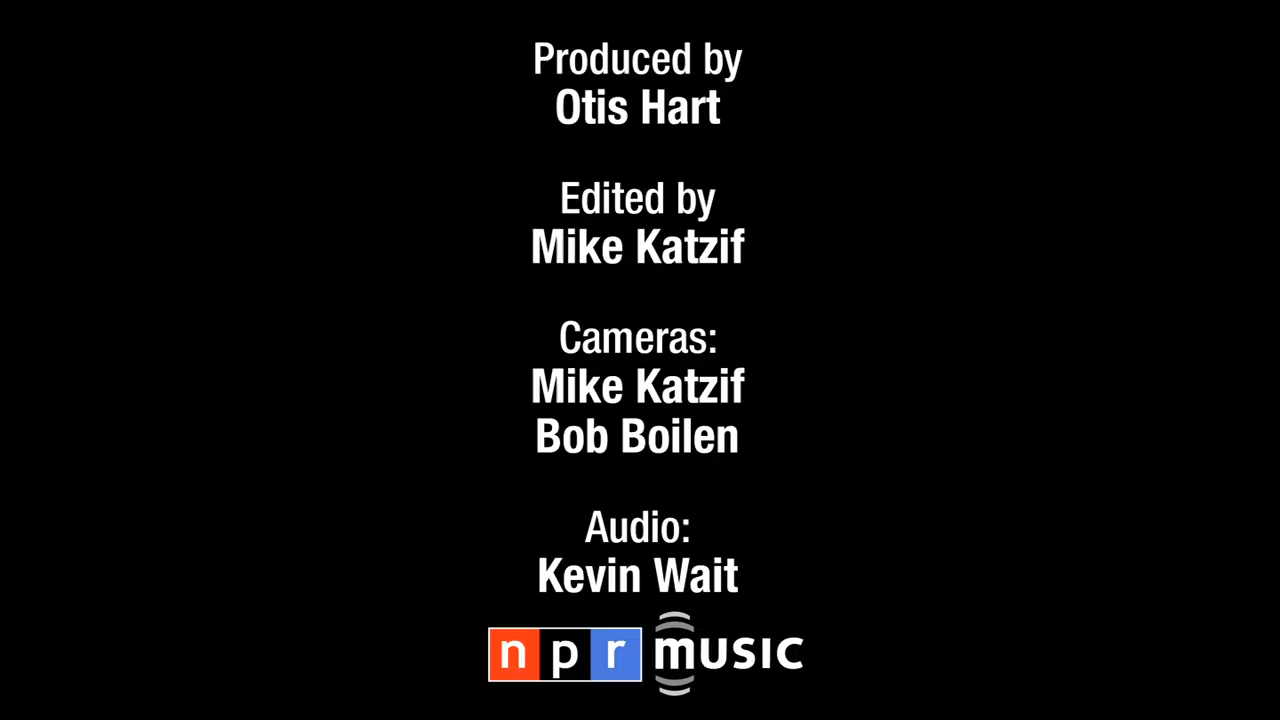 Produced by
Otis Hart
Edited by
Mike Katzif
Cameras:
Mike Katzif
Bob Boilen
Audio:
Kevin Wait
npr music